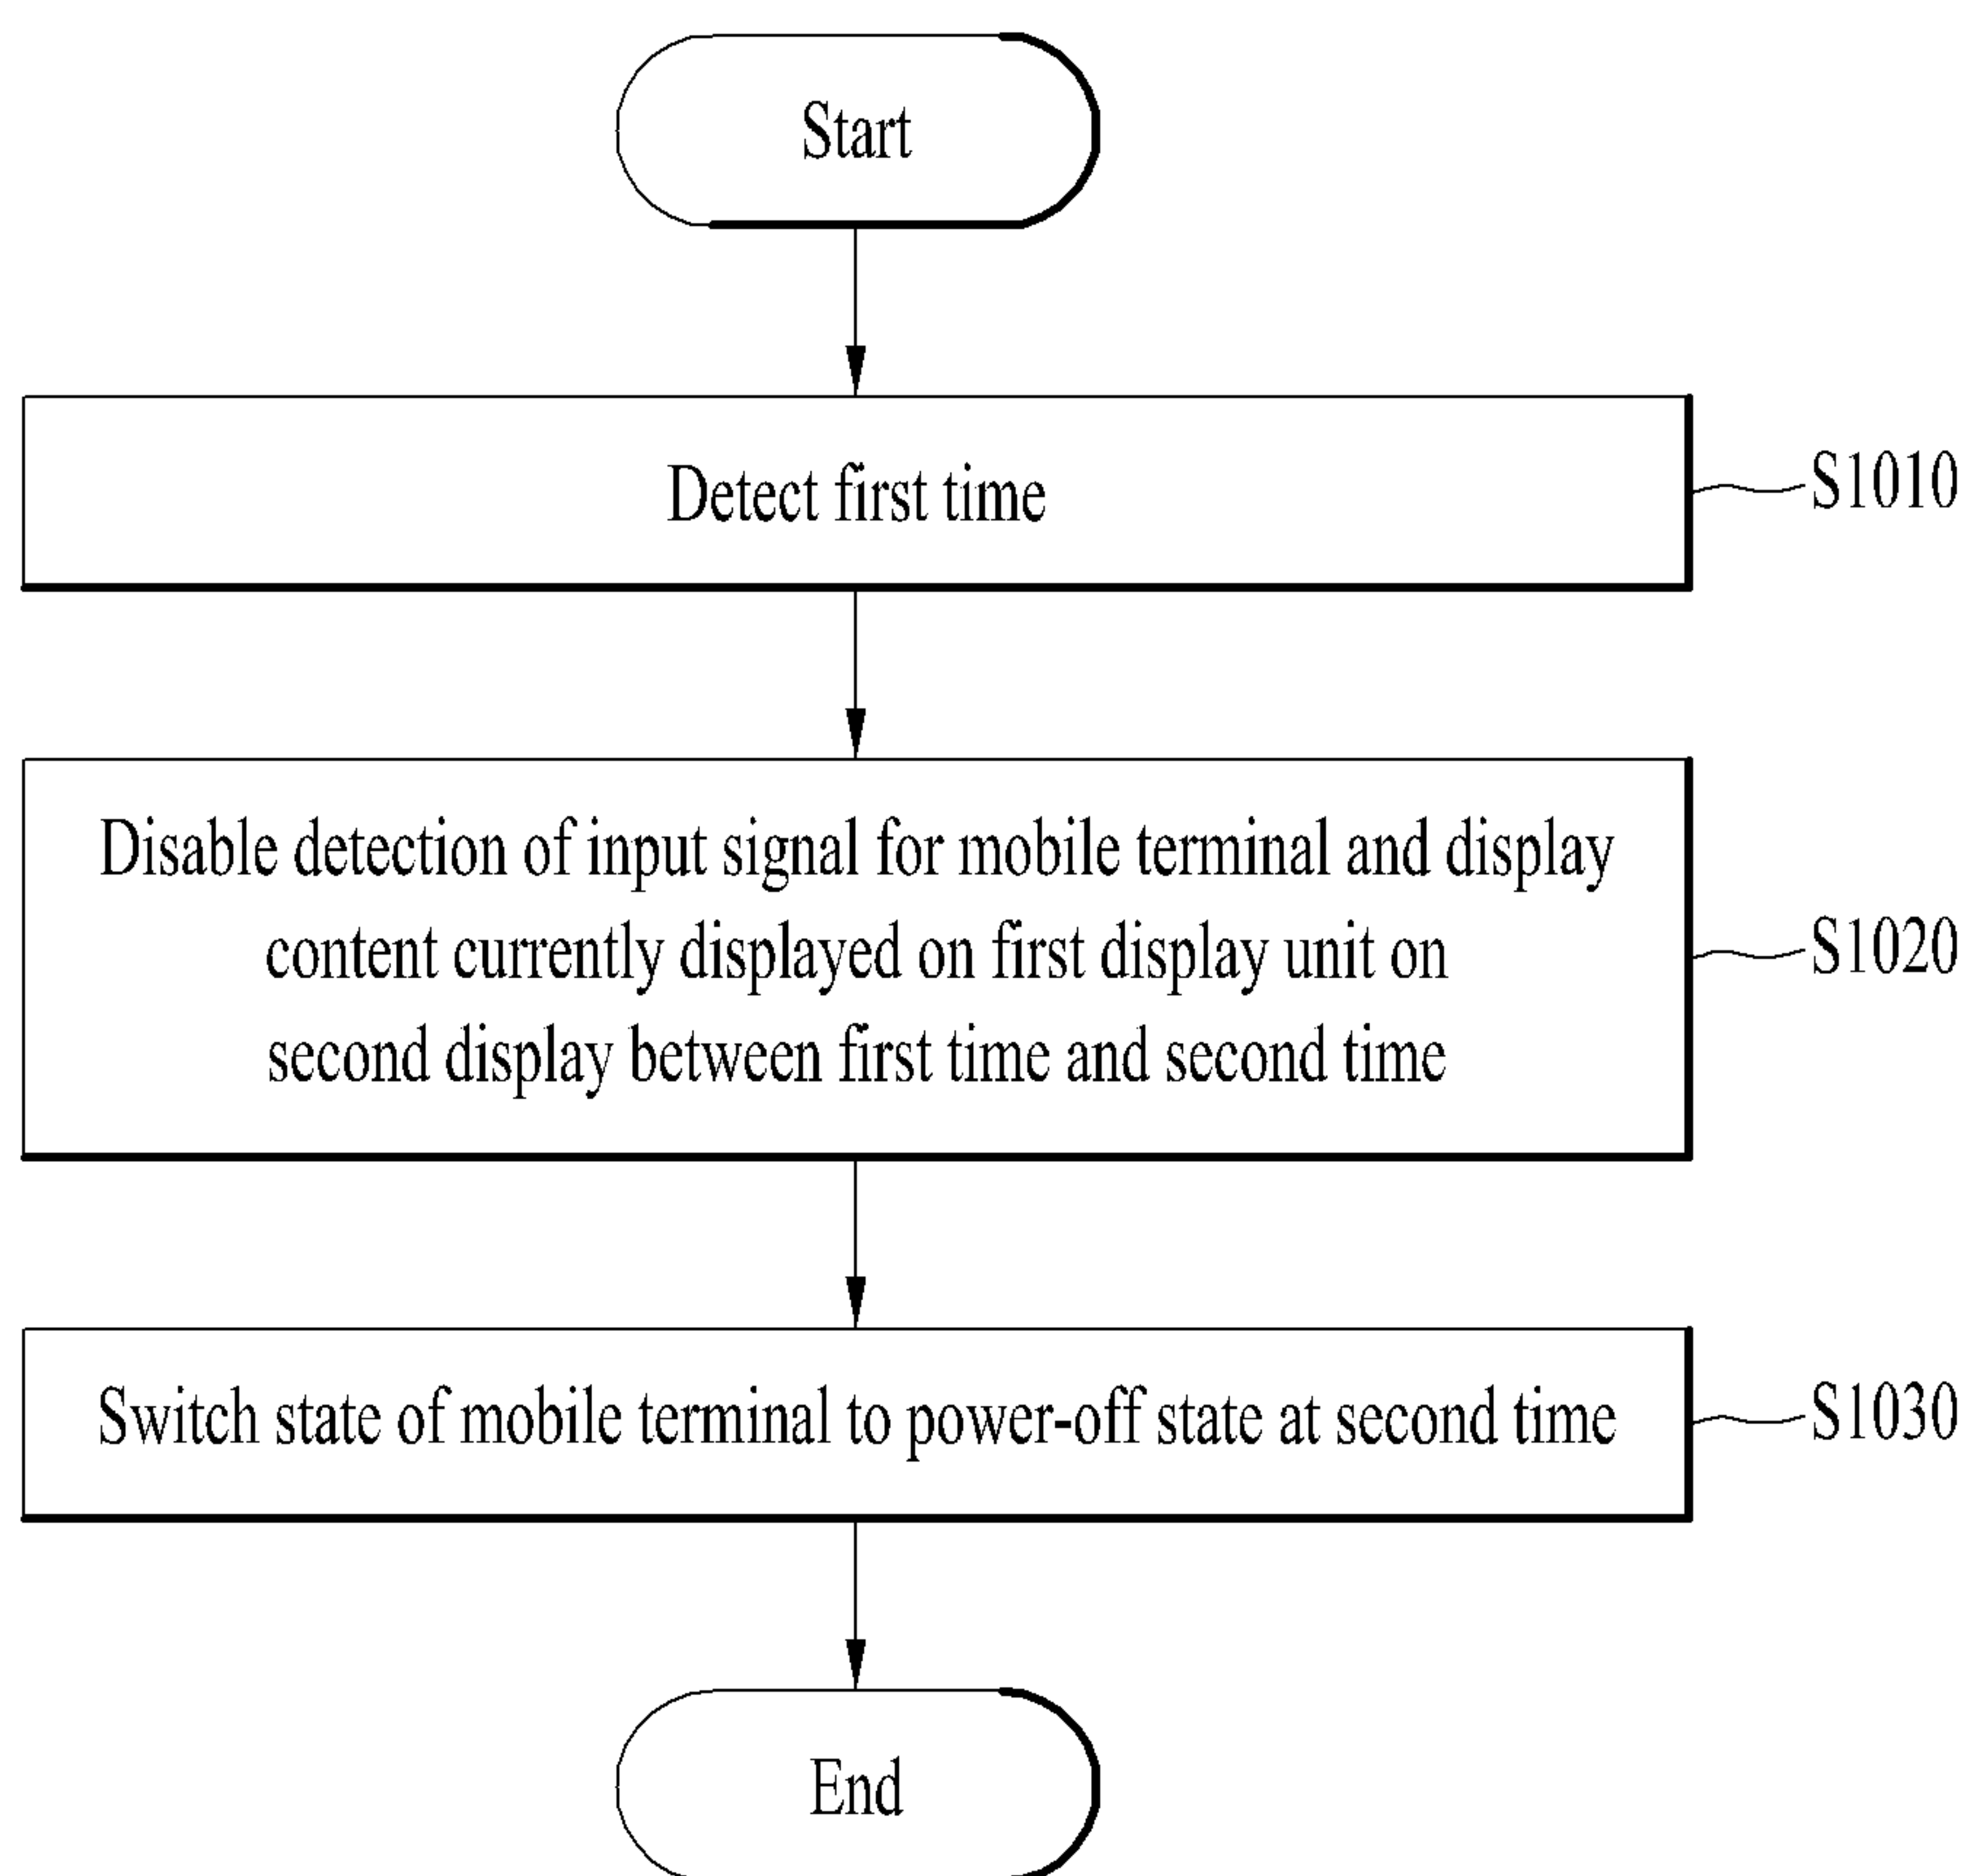 Start
Detect first time
S1010
Disable detection of input signal for mobile terminal and display
content currently displayed on first display unit on
second display between first time and second time
S1020
Switch state of mobile terminal to power-off state at second time
S1030
End